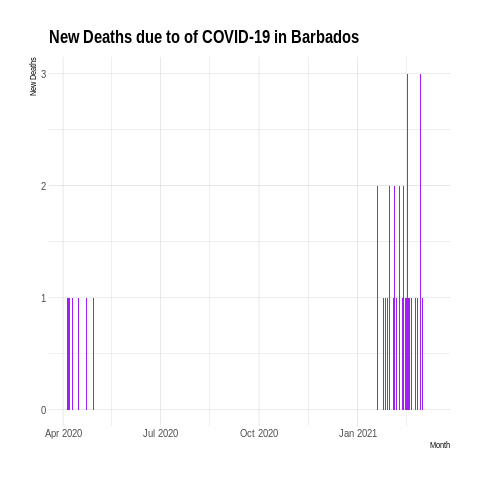 New Deaths due to of COVID-19 in Barbados
New Deaths
3
2
1
0
Apr 2020 Jul 2020 Oct 2020 Jan 2021
Month